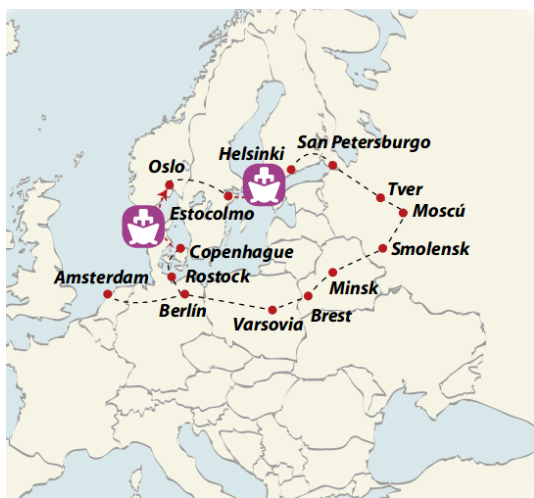 San Petersburgo
Helsinki
Oslo
Tver
Estocolmo
Moscú
Copenhague
Smolensk
Amsterdam
Rostock
Minsk
Berlín
Brest
Varsovia